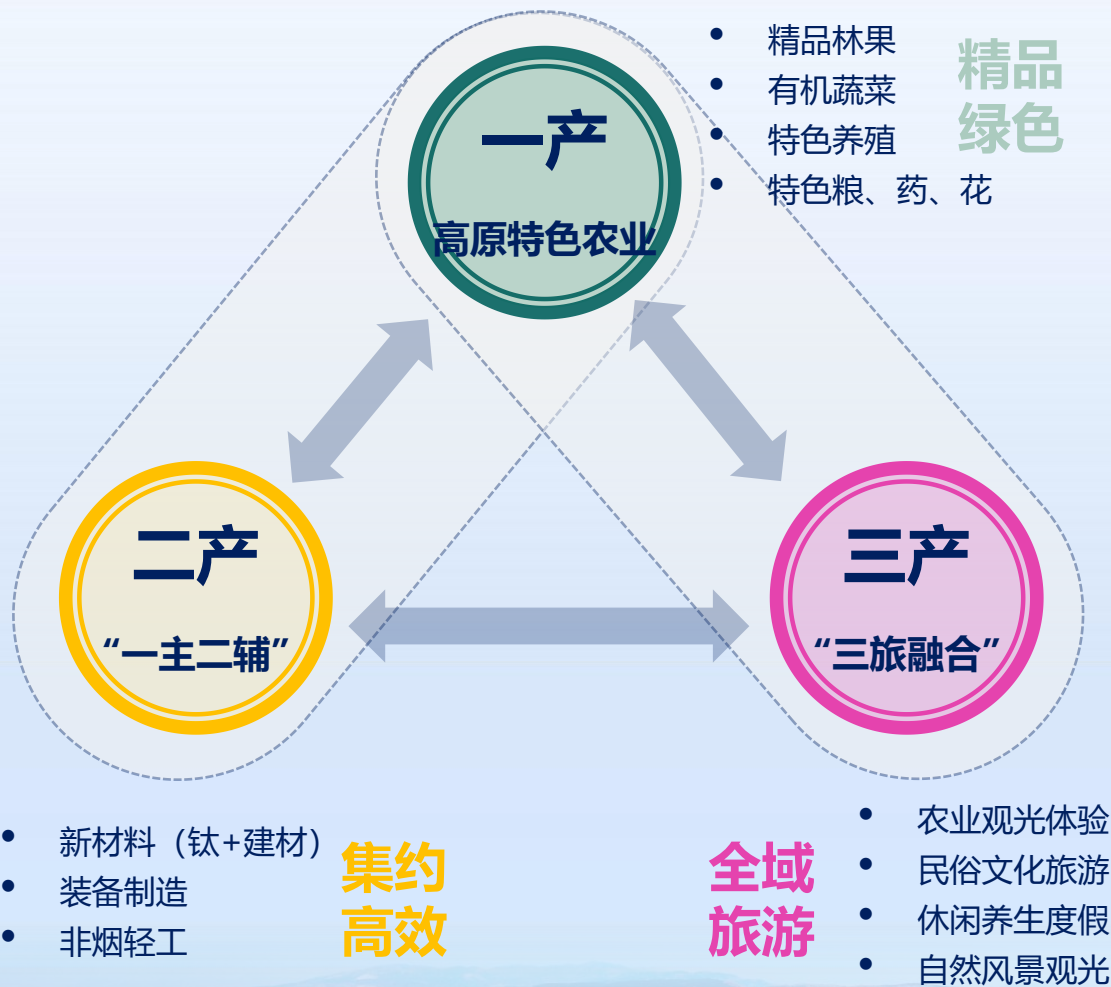 精品林果
有机蔬菜
特色养殖
特色粮、药、花
精品
绿色
一产
高原特色农业
二产
“一主二辅”
三产
“三旅融合”
新材料（钛+建材）
装备制造
非烟轻工
集约
高效
全域
旅游
农业观光体验
民俗文化旅游
休闲养生度假
自然风景观光